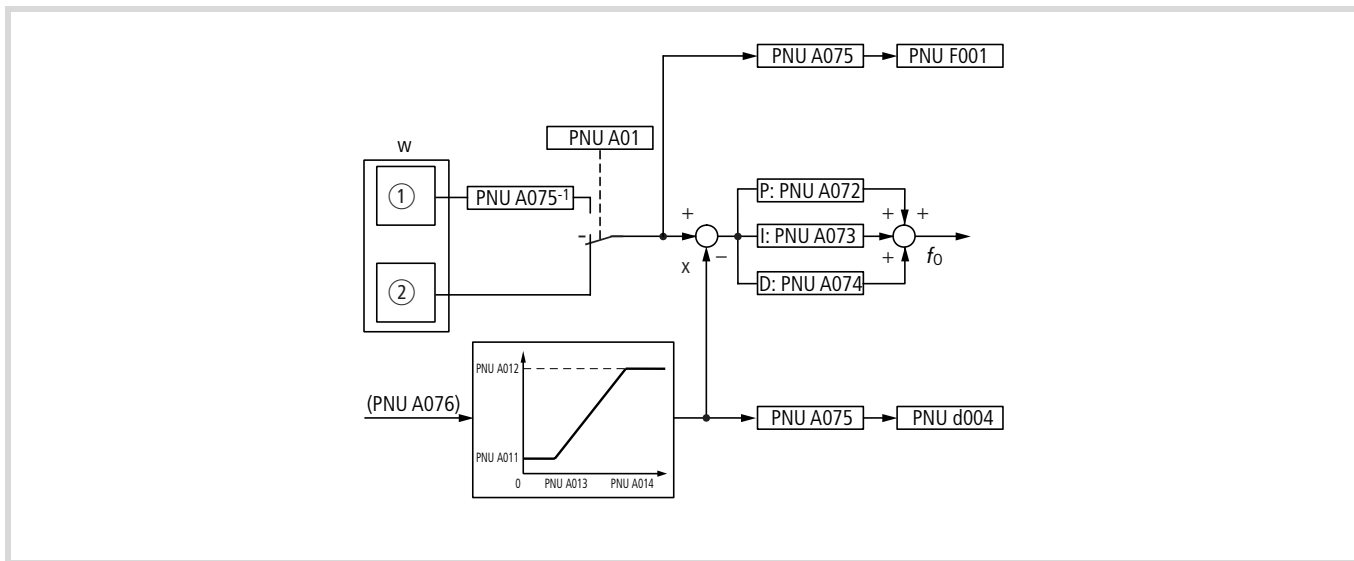 PNU A075
PNU F001
PNU A01
w
①
PNU A075⁻¹
P: PNU A072
+
+
+
I: PNU A073
x
−
+
f₀
②
D: PNU A074
PNU A012
(PNU A076)
PNU A011
0
PNU A013
PNU A014
PNU A075
PNU d004